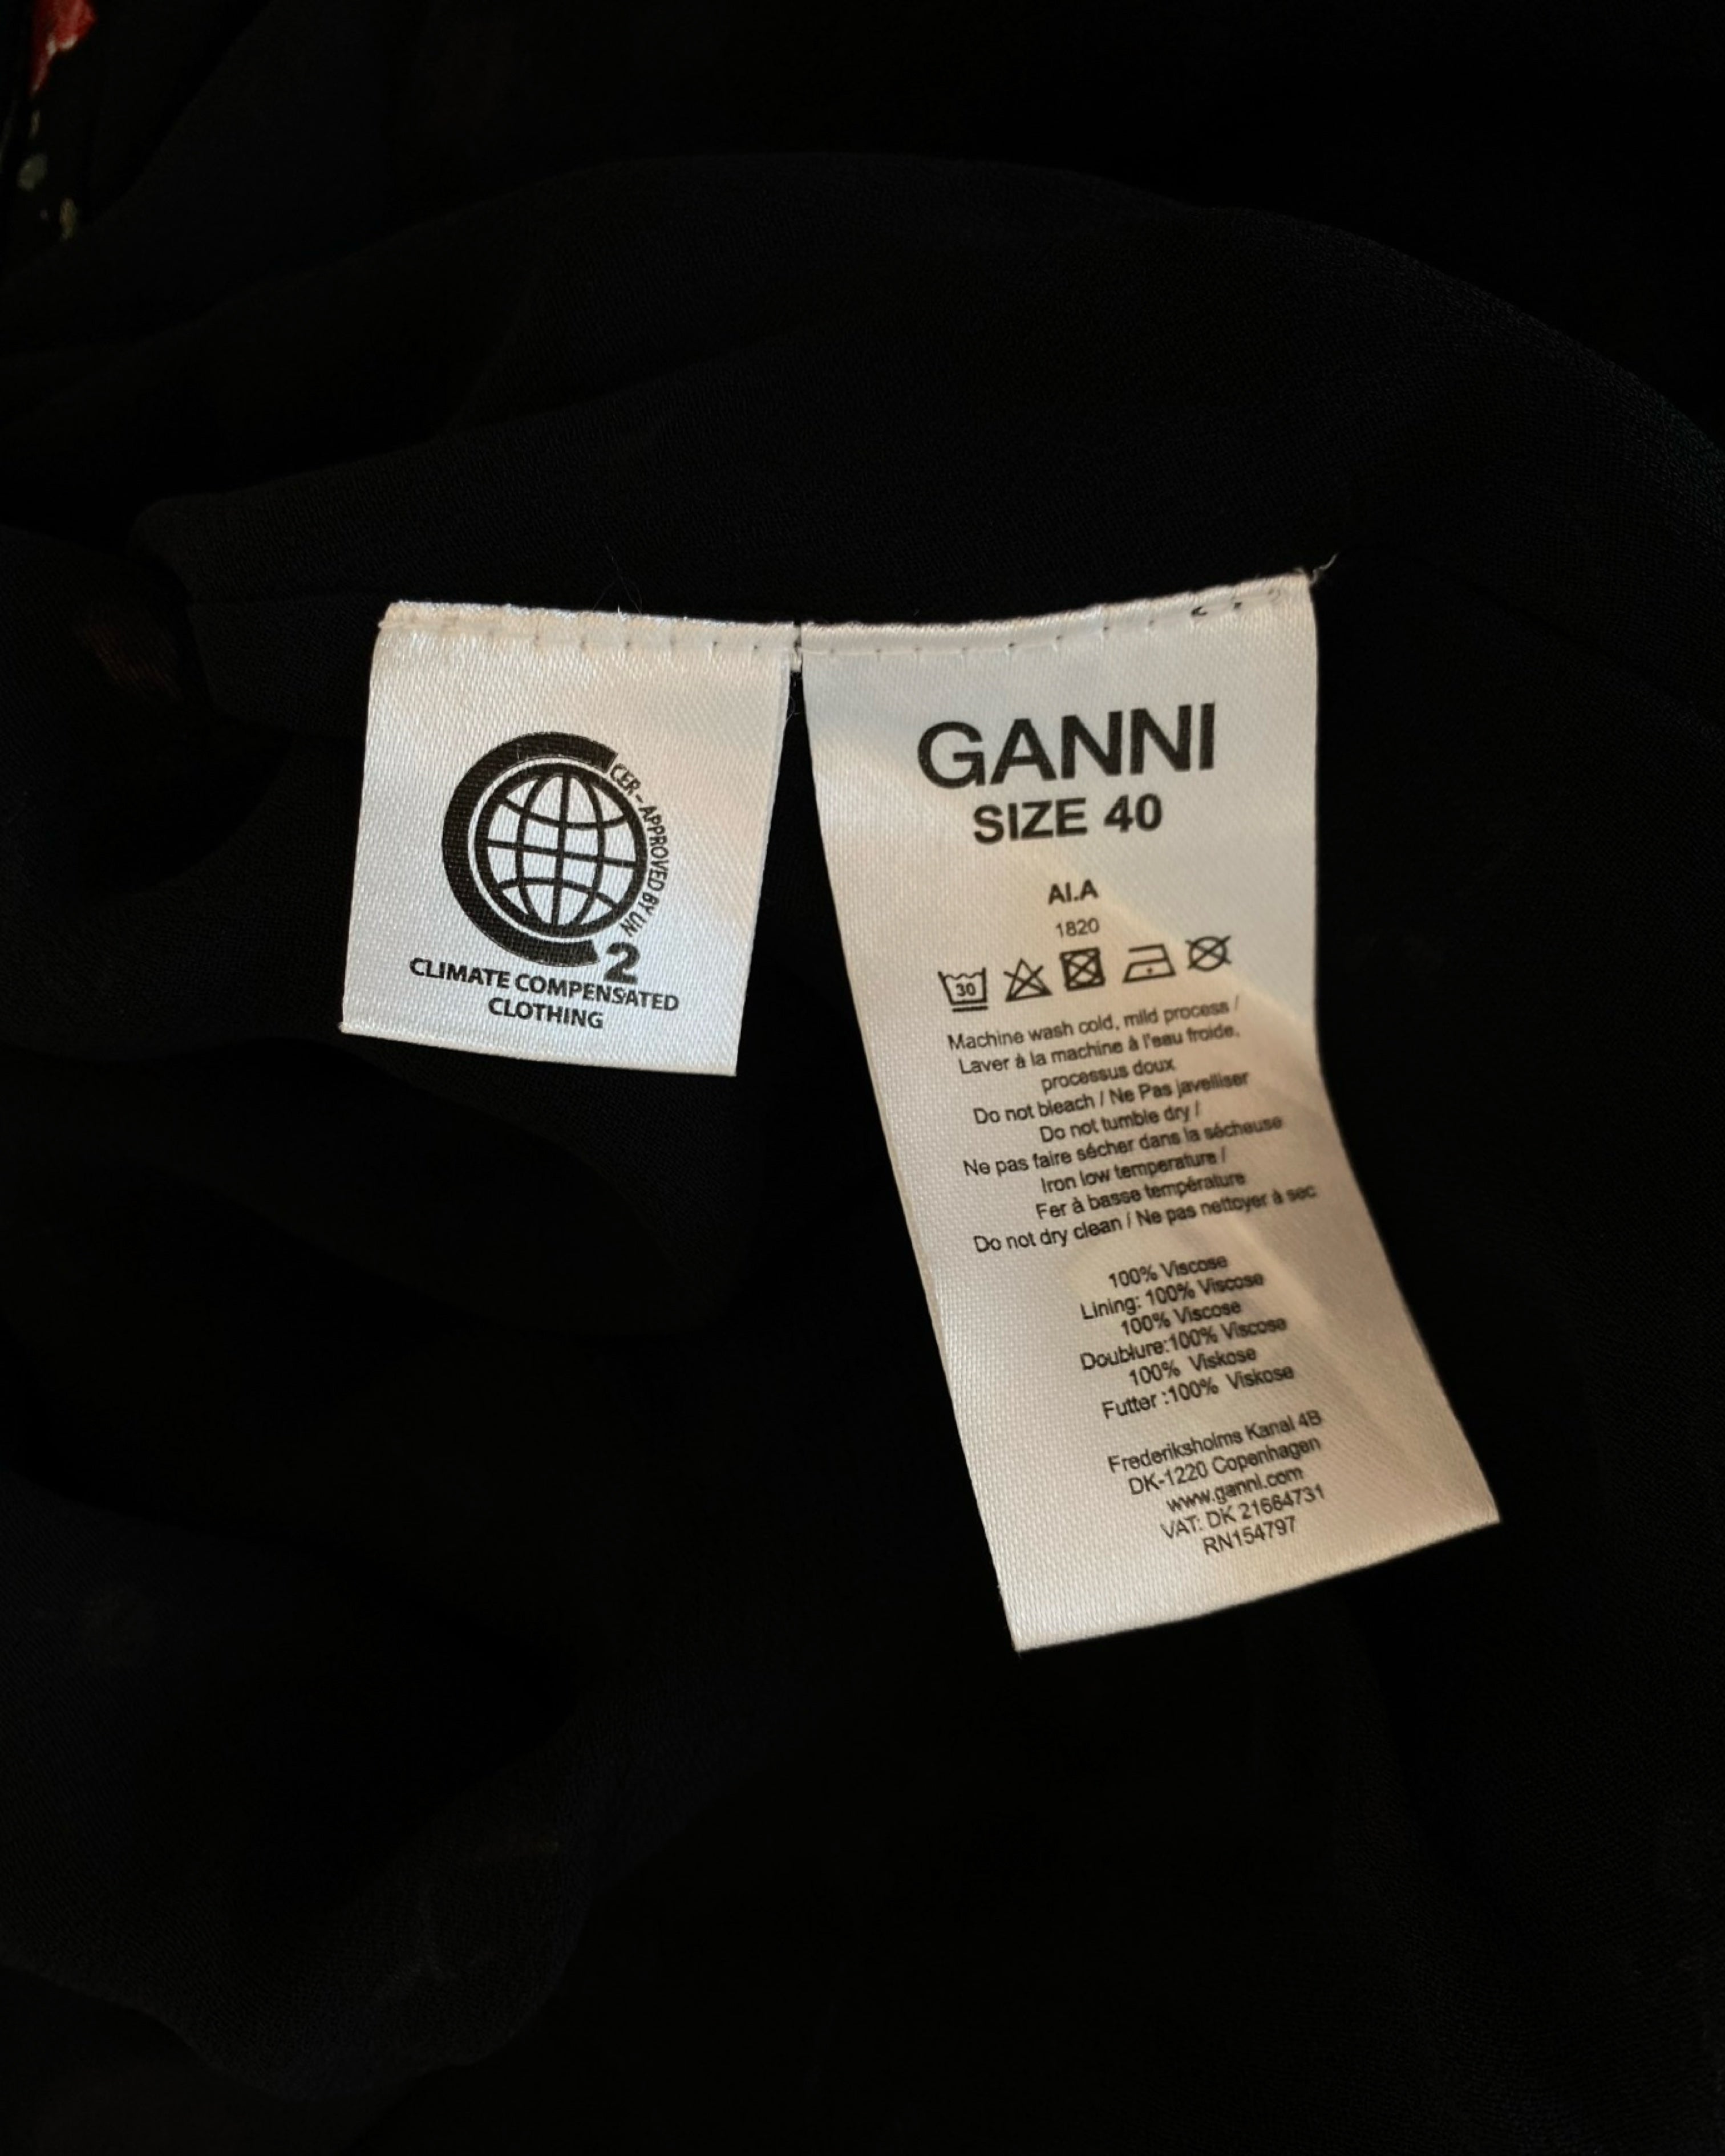 CER - APPROVED BY UN
2
CLIMATE COMPENSATED
CLOTHING
GANNI
SIZE 40
AI.A
1820
30
Machine wash cold, mild process /
Laver à la machine à l'eau froide,
processus doux
Do not bleach / Ne Pas javelliser
Do not tumble dry /
Ne pas faire sécher dans la sécheuse
Iron low temperature /
Fer à basse température
Do not dry clean / Ne pas nettoyer à sec
100% Viscose
Lining: 100% Viscose
100% Viscose
Doublure:100% Viscose
100% Viskose
Futter :100% Viskose
Frederiksholms Kanal 4B
DK-1220 Copenhagen
www.ganni.com
VAT: DK 21664731
RN154797